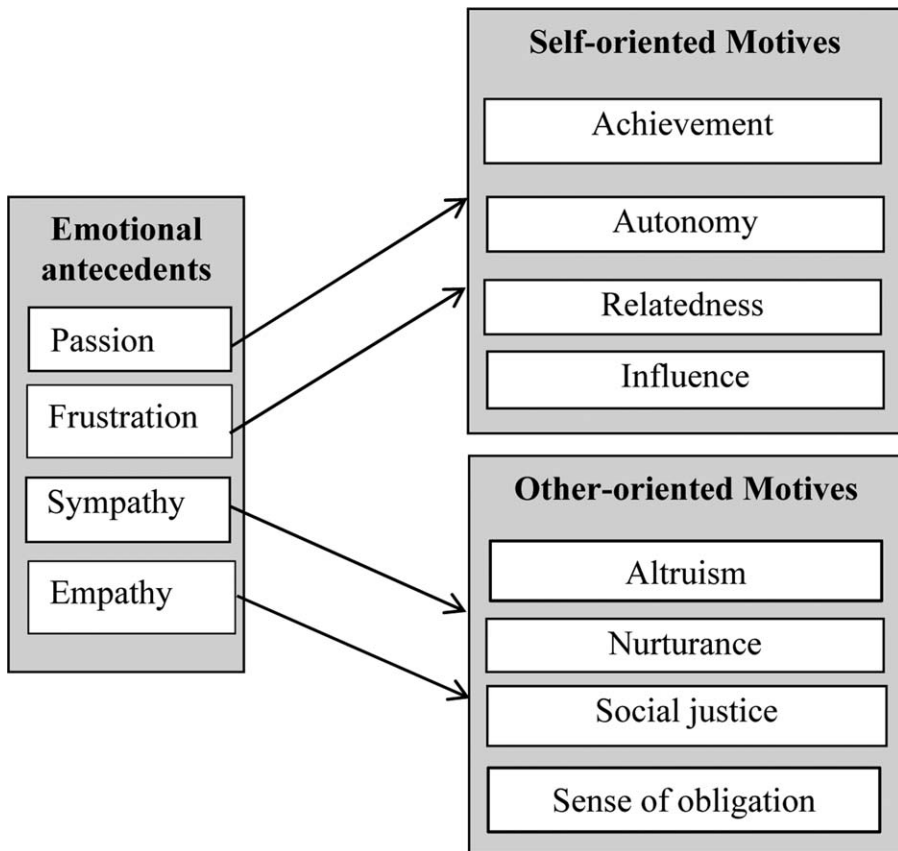 Emotional
antecedents
Passion
Frustration
Sympathy
Empathy
Self-oriented Motives
Achievement
Autonomy
Relatedness
Influence
Other-oriented Motives
Altruism
Nurturance
Social justice
Sense of obligation